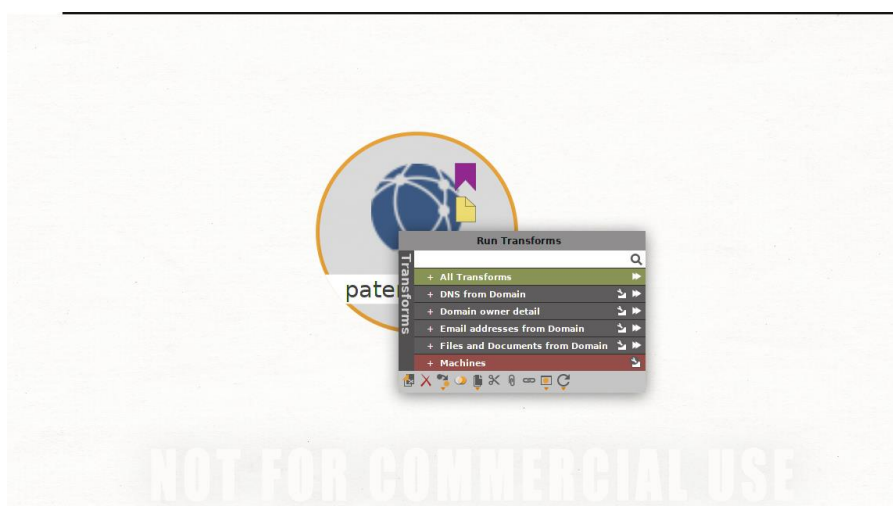 Run Transforms
Transforms
+ All Transforms
pate
+ DNS from Domain
+ Domain owner detail
+ Email addresses from Domain
+ Files and Documents from Domain
+ Machines
NOT FOR COMMERCIAL USE